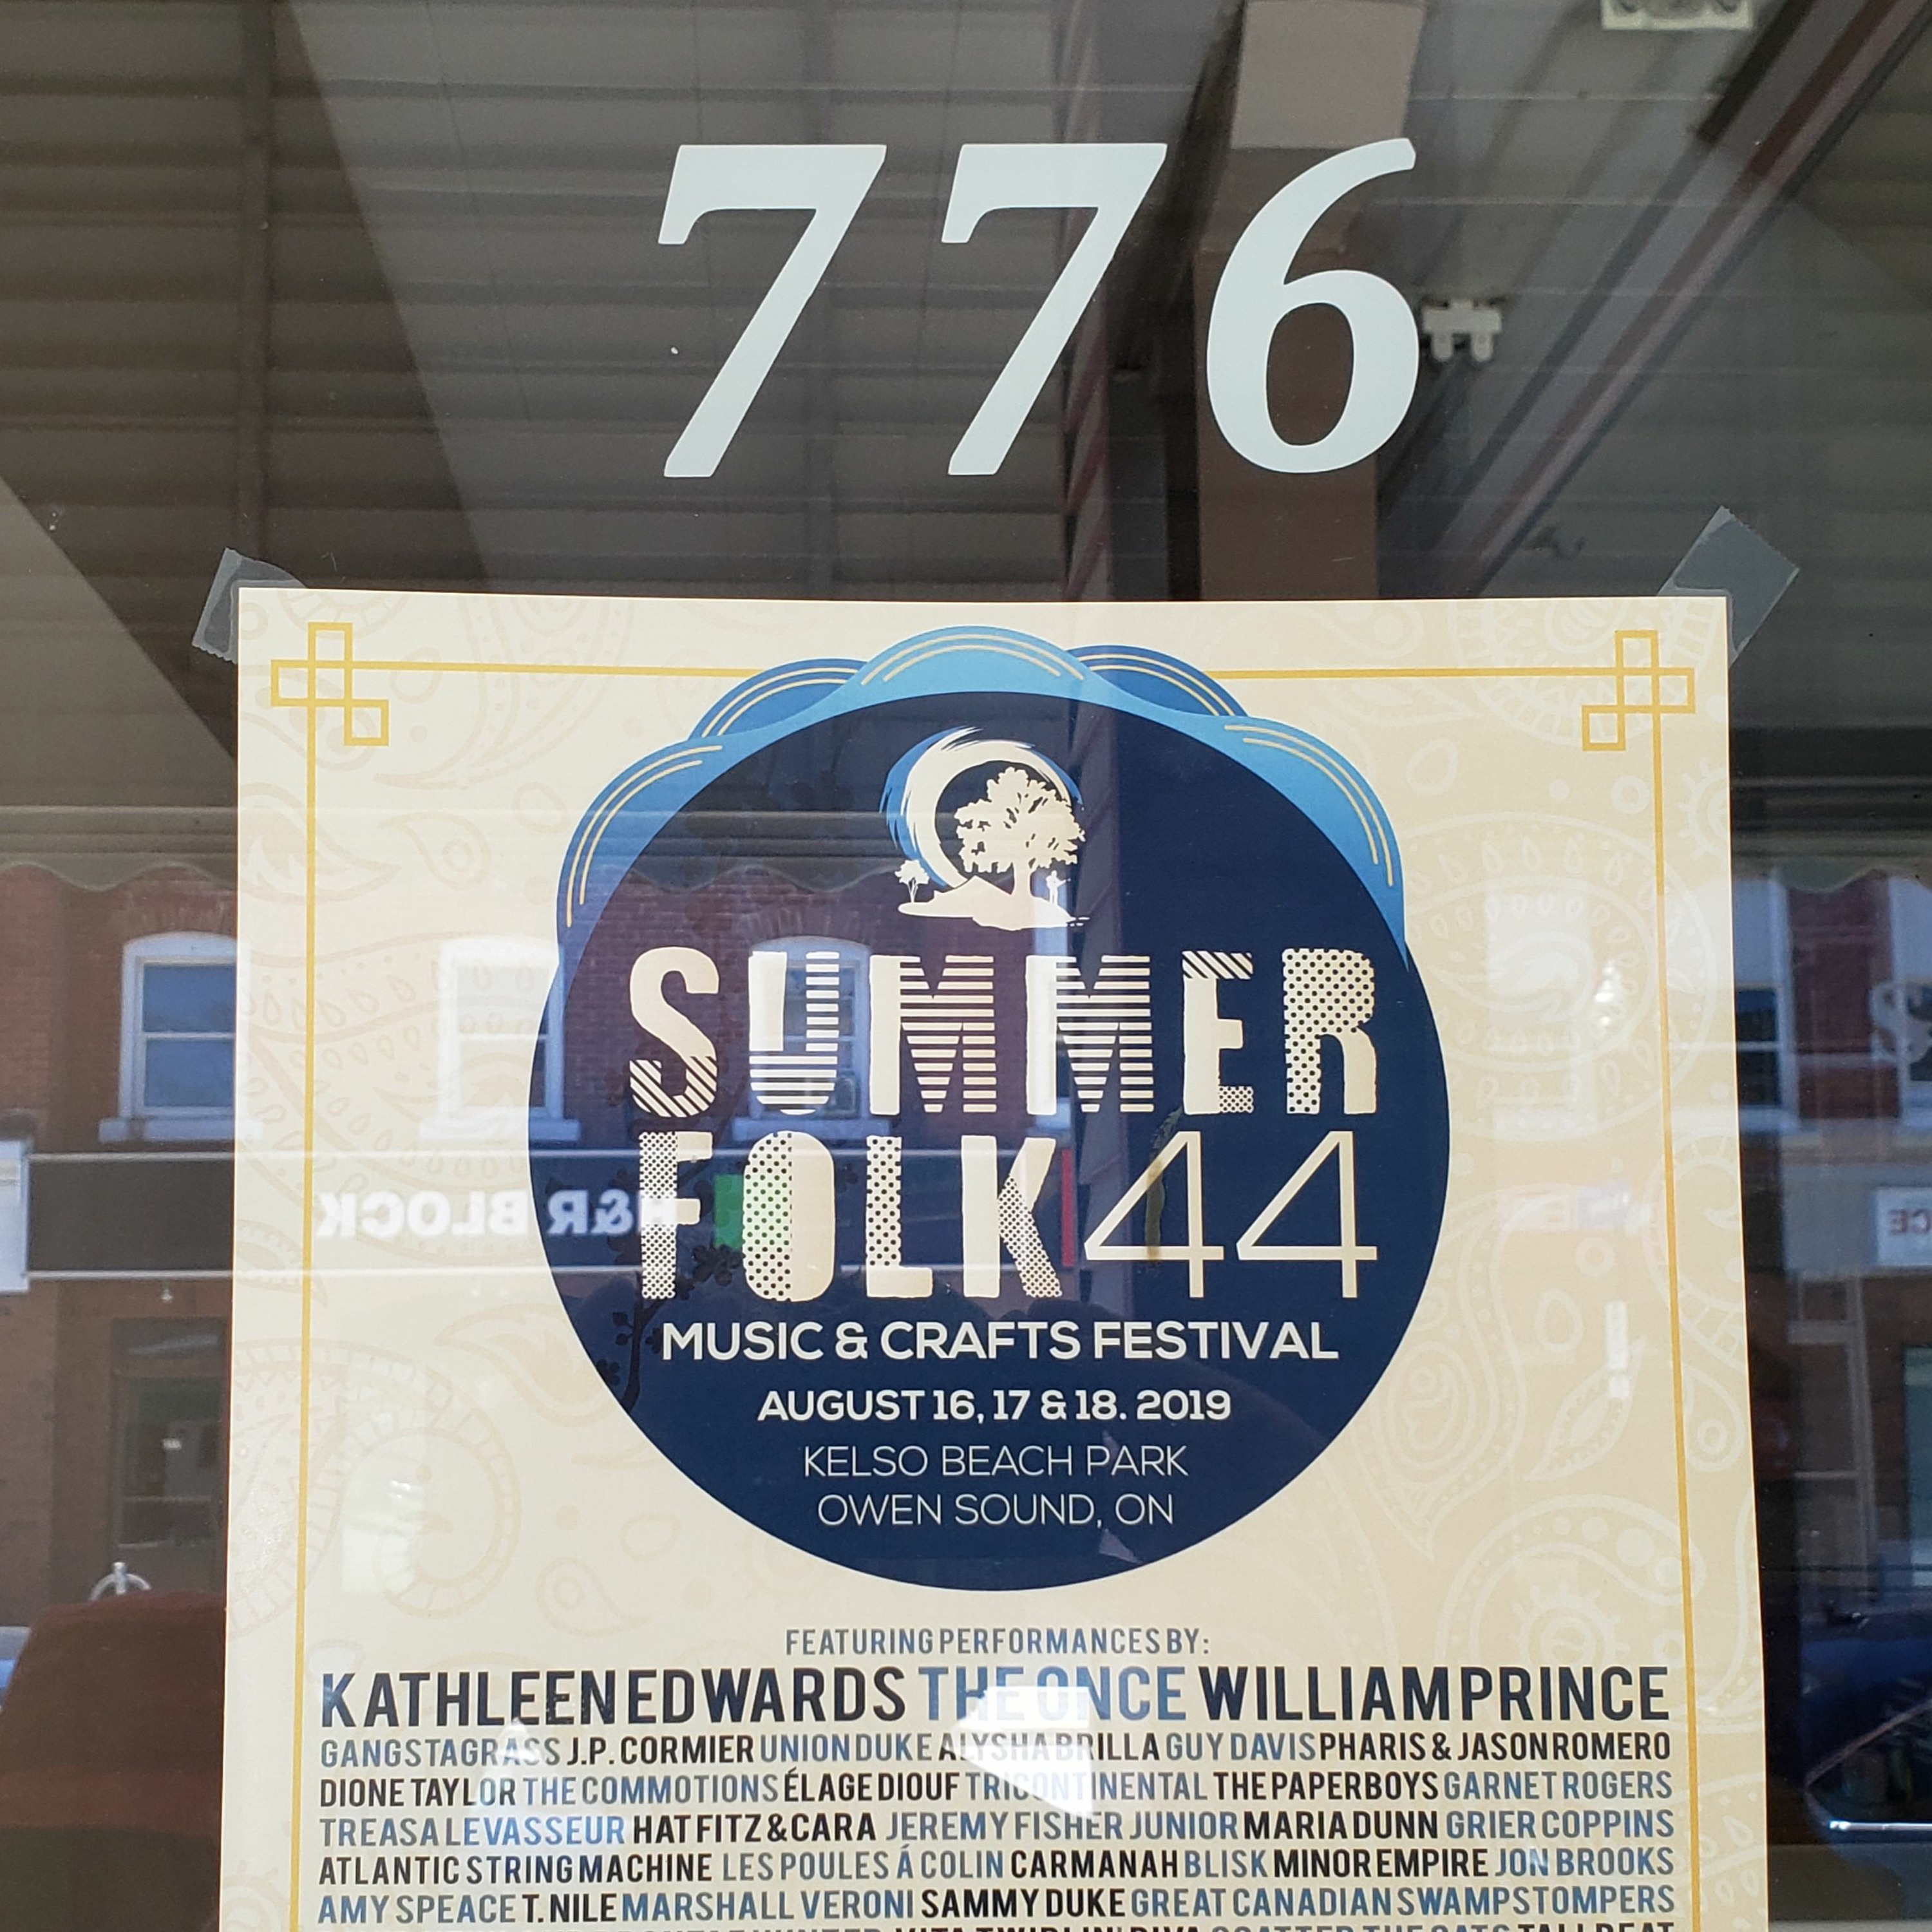 776
SUMMER
FOLK 44
MUSIC & CRAFTS FESTIVAL
AUGUST 16, 17 & 18. 2019
KELSO BEACH PARK
OWEN SOUND, ON
H&R BLOCK
FEATURING PERFORMANCES BY:
KATHLEEN EDWARDS THE ONCE WILLIAM PRINCE
GANGSTAGRASS J.P. CORMIER UNION DUKE ALYSHA BRILLA GUY DAVIS PHARIS & JASON ROMERO
DIONE TAYLOR THE COMMOTIONS ÉLAGE DIOUF TRICONTINENTAL THE PAPERBOYS GARNET ROGERS
TREASA LEVASSEUR HAT FITZ & CARA JEREMY FISHER JUNIOR MARIA DUNN GRIER COPPINS
ATLANTIC STRING MACHINE LES POULES Á COLIN CARMANAH BLISK MINOR EMPIRE JON BROOKS
AMY SPEACE T. NILE MARSHALL VERONI SAMMY DUKE GREAT CANADIAN SWAMPSTOMPERS